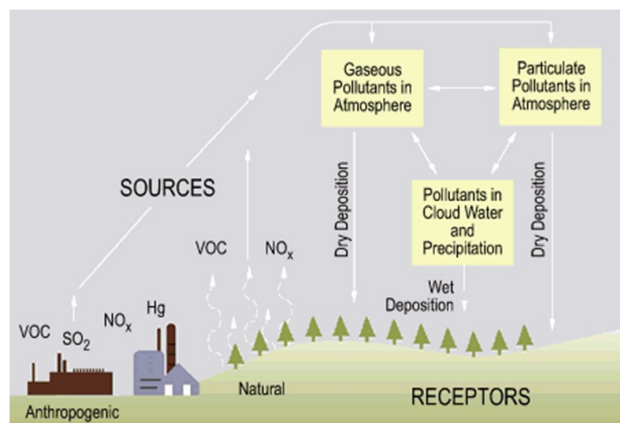 Gaseous
Pollutants in
Atmosphere
Particulate
Pollutants in
Atmosphere
SOURCES
Dry Deposition
Pollutants in
Cloud Water
and
Precipitation
Dry Deposition
VOC
NOx
Wet
Deposition
VOC
SO2
NOx
Hg
Natural
RECEPTORS
Anthropogenic